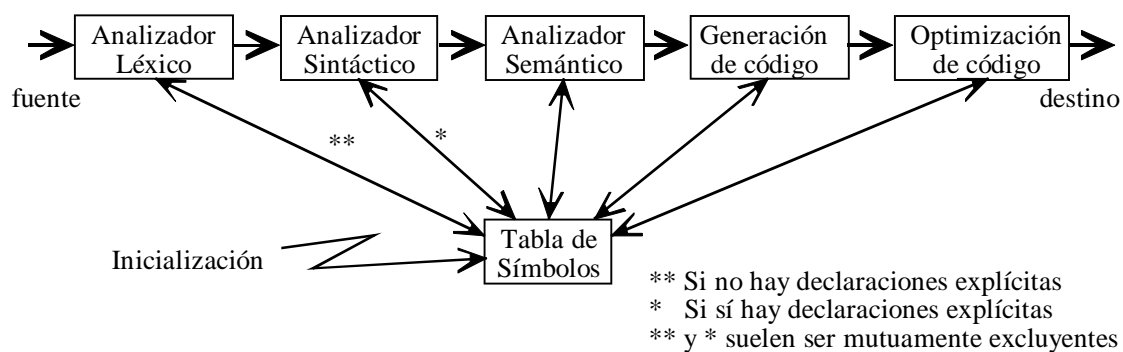 Analizador
Léxico
Analizador
Sintáctico
Analizador
Semántico
Generación
de código
Optimización
de código
fuente
destino
**
*
Inicialización
Tabla de
Símbolos
** Si no hay declaraciones explícitas
* Si sí hay declaraciones explícitas
** y * suelen ser mutuamente excluyentes